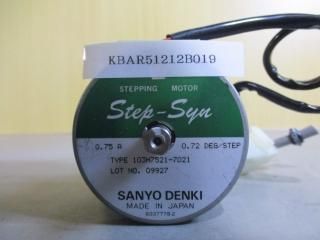 KBAR51212B019
STEPPING MOTOR
Step-Syn
0.75 A 0.72 DEG/STEP
TYPE 103H7521-7021
LOT NO. 09927
SANYO DENKI
MADE IN JAPAN